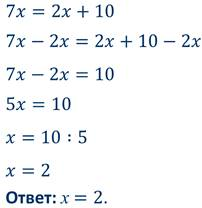 7x = 2x + 10
7x − 2x = 2x + 10 − 2x
7x − 2x = 10
5x = 10
x = 10 : 5
x = 2
Ответ: x = 2.